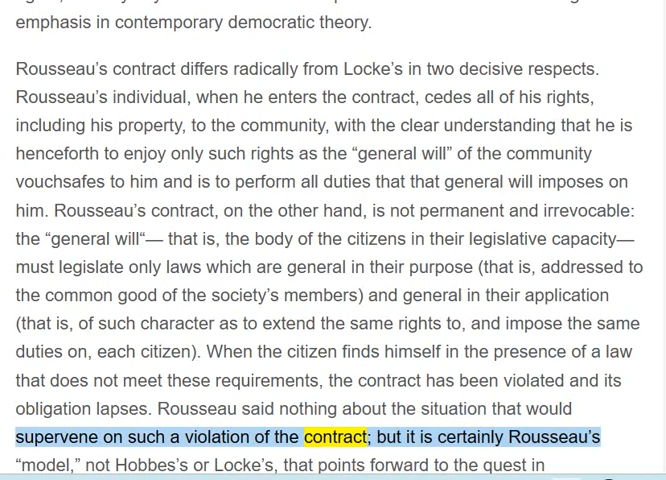 emphasis in contemporary democratic theory.
Rousseau’s contract differs radically from Locke’s in two decisive respects.
Rousseau’s individual, when he enters the contract, cedes all of his rights,
including his property, to the community, with the clear understanding that he is
henceforth to enjoy only such rights as the “general will” of the community
vouchsafes to him and is to perform all duties that that general will imposes on
him. Rousseau’s contract, on the other hand, is not permanent and irrevocable:
the “general will“— that is, the body of the citizens in their legislative capacity—
must legislate only laws which are general in their purpose (that is, addressed to
the common good of the society’s members) and general in their application
(that is, of such character as to extend the same rights to, and impose the same
duties on, each citizen). When the citizen finds himself in the presence of a law
that does not meet these requirements, the contract has been violated and its
obligation lapses. Rousseau said nothing about the situation that would
supervene on such a violation of the contract; but it is certainly Rousseau’s
“model,” not Hobbes’s or Locke’s, that points forward to the quest in